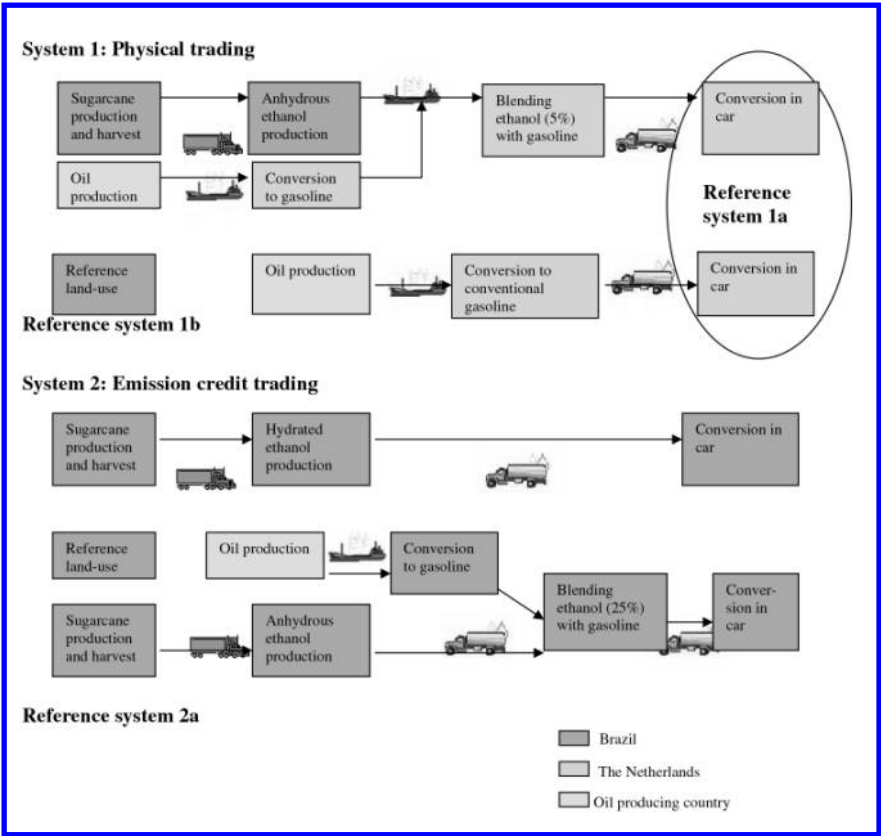 System 1: Physical trading
Sugarcane
production
and harvest
Anhydrous
ethanol
production
Blending
ethanol (5%)
with gasoline
Conversion in
car
Oil
production
Conversion
to gasoline
Reference
system 1a
Reference
land-use
Oil production
Conversion to
conventional
gasoline
Conversion in
car
Reference system 1b
System 2: Emission credit trading
Sugarcane
production
and harvest
Hydrated
ethanol
production
Conversion in
car
Reference
land-use
Oil production
Conversion
to gasoline
Blending
ethanol (25%)
with gasoline
Conver-
sion in
car
Sugarcane
production
and harvest
Anhydrous
ethanol
production
Reference system 2a
Brazil
The Netherlands
Oil producing country